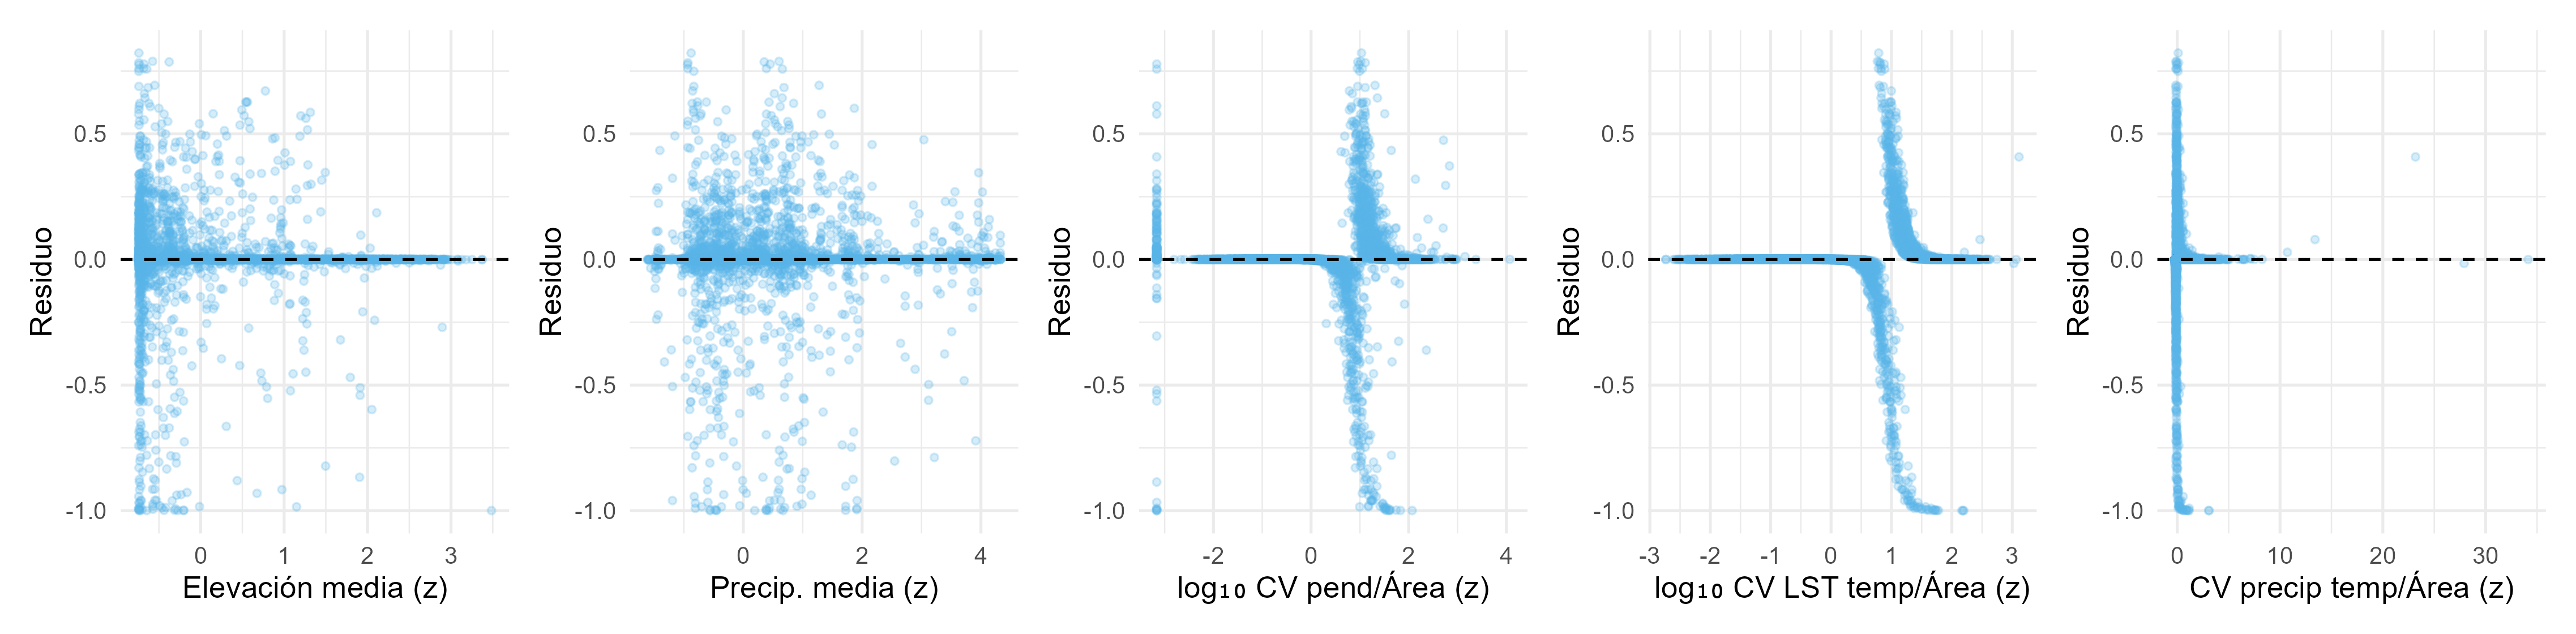 Residuo
0.5
0.0
-0.5
-1.0
0 1 2 3
Elevación media (z)
Residuo
0.5
0.0
-0.5
-1.0
0 2 4
Precip. media (z)
Residuo
0.5
0.0
-0.5
-1.0
-2 0 2 4
log₁₀ CV pend/Área (z)
Residuo
0.5
0.0
-0.5
-1.0
-3 -2 -1 0 1 2 3
log₁₀ CV LST temp/Área (z)
Residuo
0.5
0.0
-0.5
-1.0
0 10 20 30
CV precip temp/Área (z)